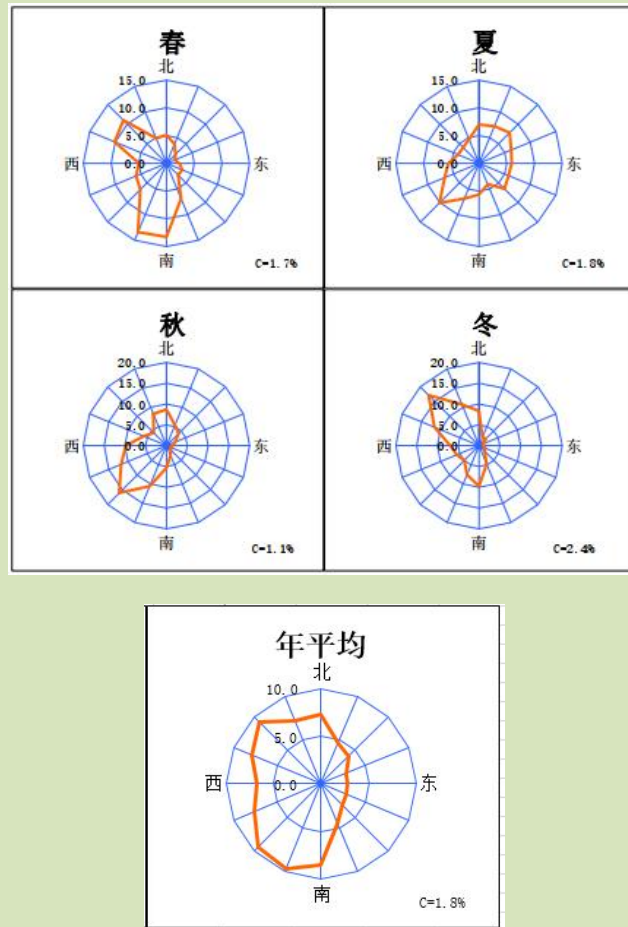 春
北
15.0
10.0
5.0
西 0.0 东
南
C=1.7%
夏
北
15.0
10.0
5.0
西 0.0 东
南
C=1.8%
秋
北
20.0
15.0
10.0
5.0
西 0.0 东
南
C=1.1%
冬
北
20.0
15.0
10.0
5.0
西 0.0 东
南
C=2.4%
年平均
北
10.0
5.0
西 0.0 东
南
C=1.8%